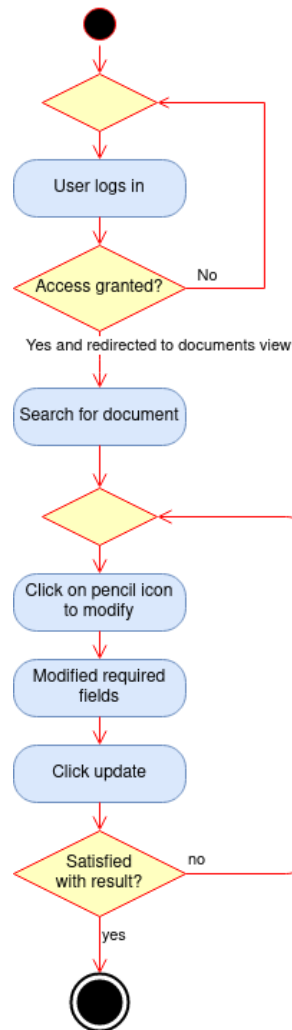 User logs in
Access granted?
No
Yes and redirected to documents view
Search for document
Click on pencil icon
to modify
Modified required
fields
Click update
Satisfied
with result?
no
yes